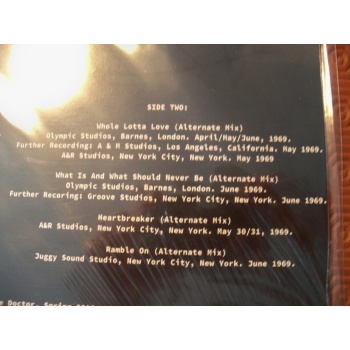 SIDE TWO:
Whole Lotta Love (Alternate Mix)
Olympic Studios, Barnes, London. April/May/June, 1969.
Further Recording: A & M Studios, Los Angeles, California. May 1969.
A&R Studios, New York City, New York. May 1969
What Is And What Should Never Be (Alternate Mix)
Olympic Studios, Barnes, London. June 1969.
Further Recoring: Groove Studios, New York City, New York. June 1969.
Heartbreaker (Alternate Mix)
A&R Studios, New York City, New York. May 30/31, 1969.
Ramble On (Alternate Mix)
Juggy Sound Studio, New York City, New York. June 1969.
Doctor. Spring